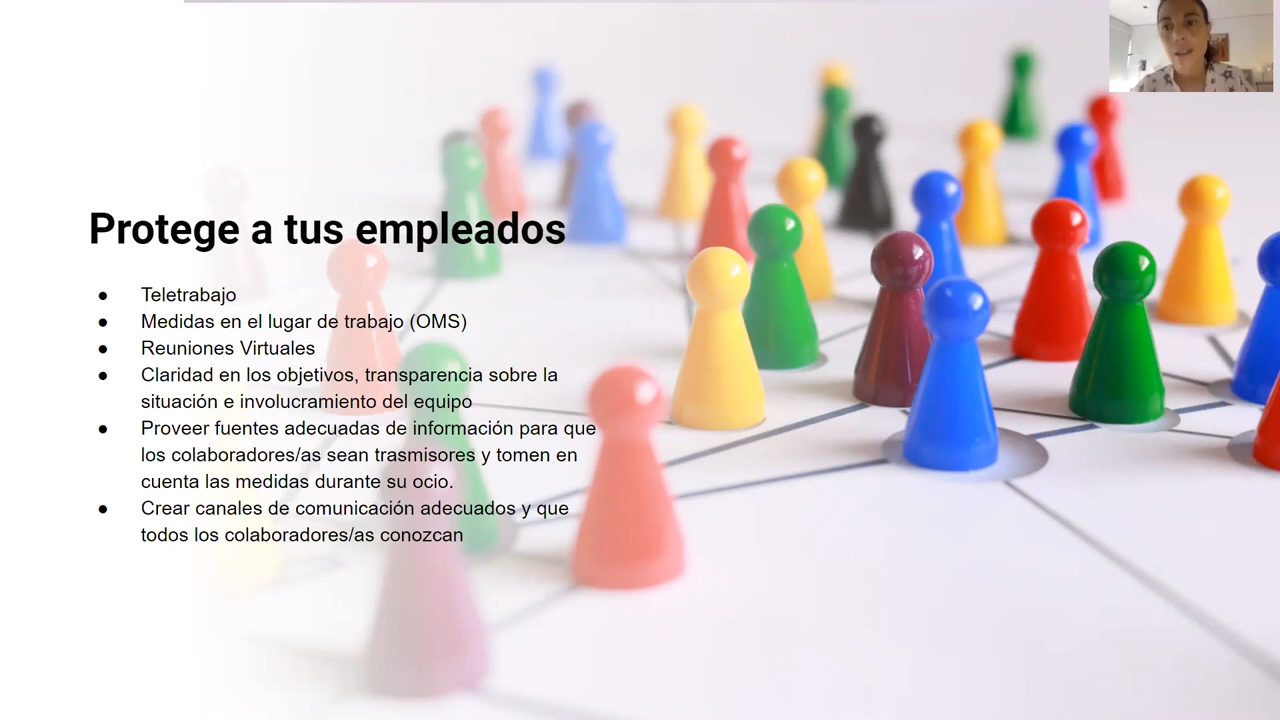 Protege a tus empleados
● Teletrabajo
● Medidas en el lugar de trabajo (OMS)
● Reuniones Virtuales
● Claridad en los objetivos, transparencia sobre la
situación e involucramiento del equipo
● Proveer fuentes adecuadas de información para que
los colaboradores/as sean trasmisores y tomen en
cuenta las medidas durante su ocio.
● Crear canales de comunicación adecuados y que
todos los colaboradores/as conozcan